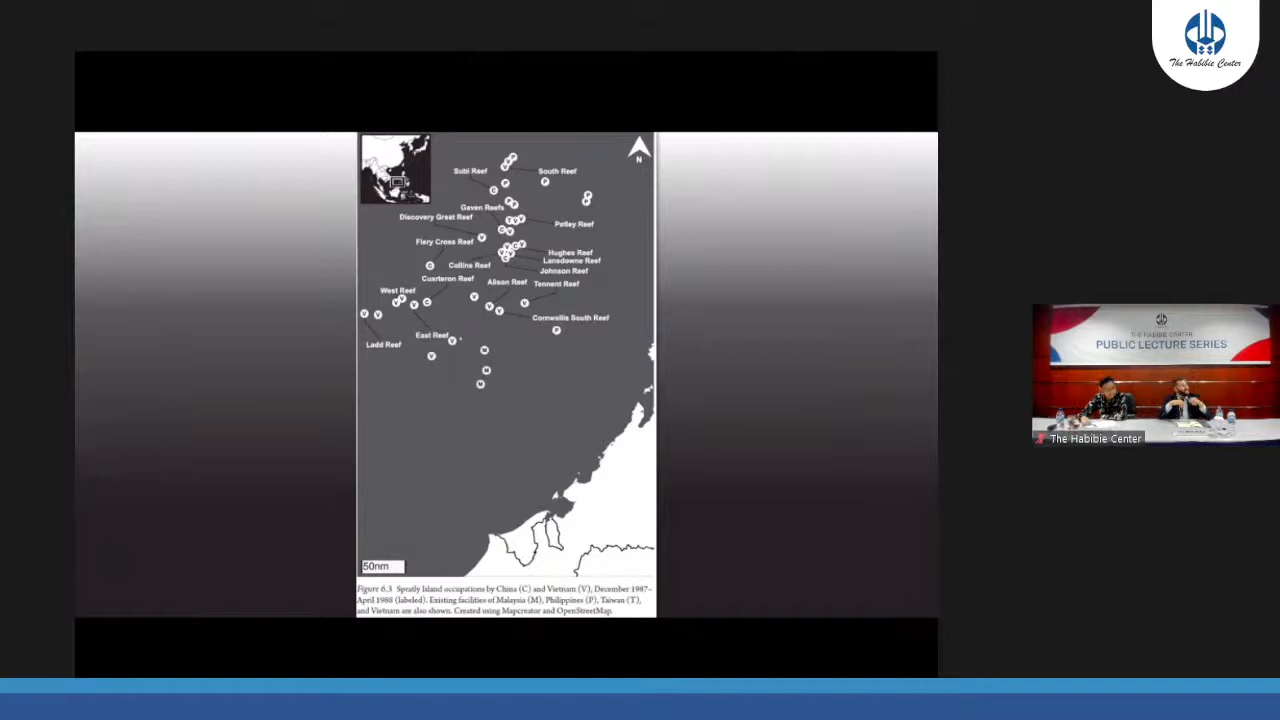 The Habibie Center
N
Subi Reef
South Reef
Gaven Reefs
Discovery Great Reef
Petley Reef
Fiery Cross Reef
Hughes Reef
Lansdowne Reef
Collins Reef
Johnson Reef
Cuarteron Reef
Alison Reef
Tennent Reef
West Reef
Cornwallis South Reef
East Reef
Ladd Reef
50nm
Figure 6.3 Spratly Island occupations by China (C) and Vietnam (V), December 1987–
April 1988 (labeled). Existing facilities of Malaysia (M), Philippines (P), Taiwan (T),
and Vietnam are also shown. Created using Mapcreator and OpenStreetMap.
THE HABIBIE CENTER
PUBLIC LECTURE SERIES
The Habibie Center